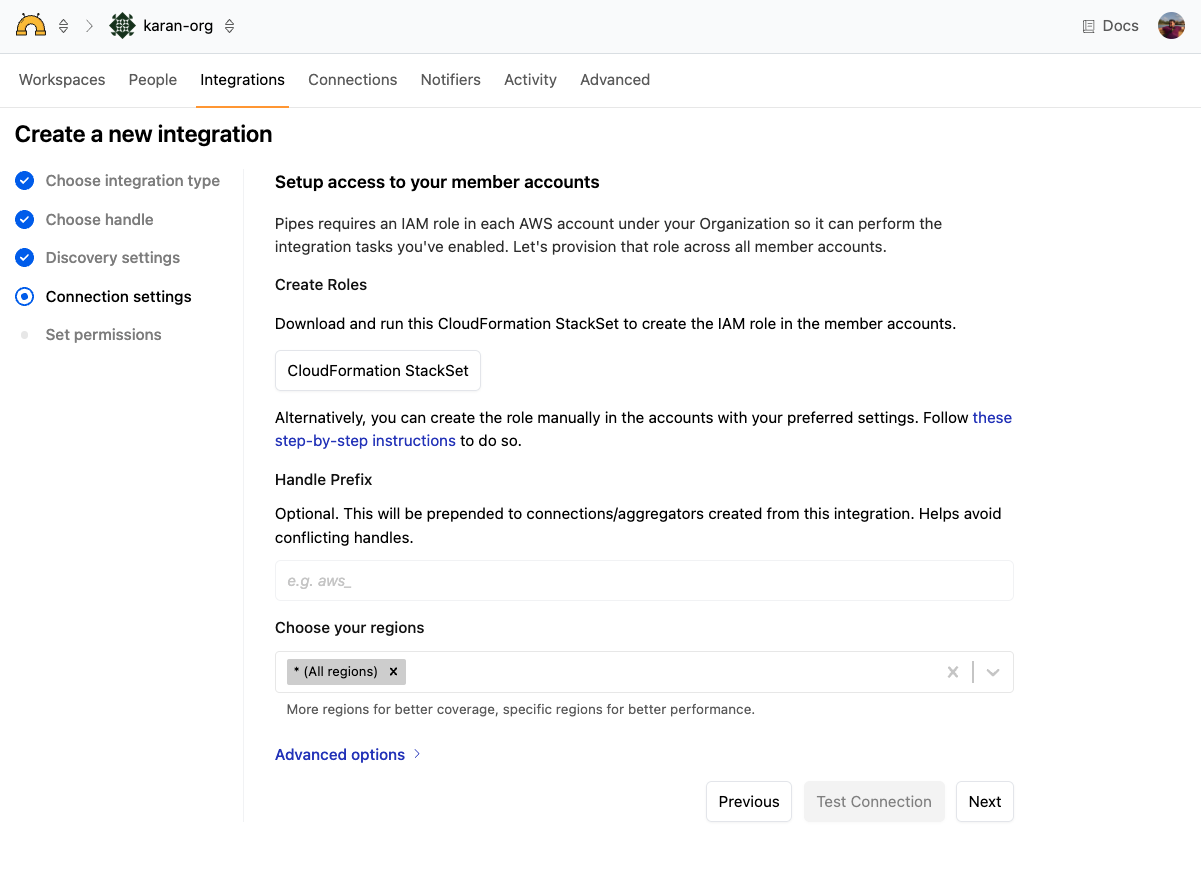 karan-org
Docs
Workspaces People Integrations Connections Notifiers Activity Advanced
Create a new integration
Choose integration type
Choose handle
Discovery settings
Connection settings
Set permissions
Setup access to your member accounts
Pipes requires an IAM role in each AWS account under your Organization so it can perform the
integration tasks you've enabled. Let's provision that role across all member accounts.
Create Roles
Download and run this CloudFormation StackSet to create the IAM role in the member accounts.
CloudFormation StackSet
Alternatively, you can create the role manually in the accounts with your preferred settings. Follow these
step-by-step instructions to do so.
Handle Prefix
Optional. This will be prepended to connections/aggregators created from this integration. Helps avoid
conflicting handles.
e.g. aws_
Choose your regions
* (All regions)
More regions for better coverage, specific regions for better performance.
Advanced options
Previous Test Connection Next